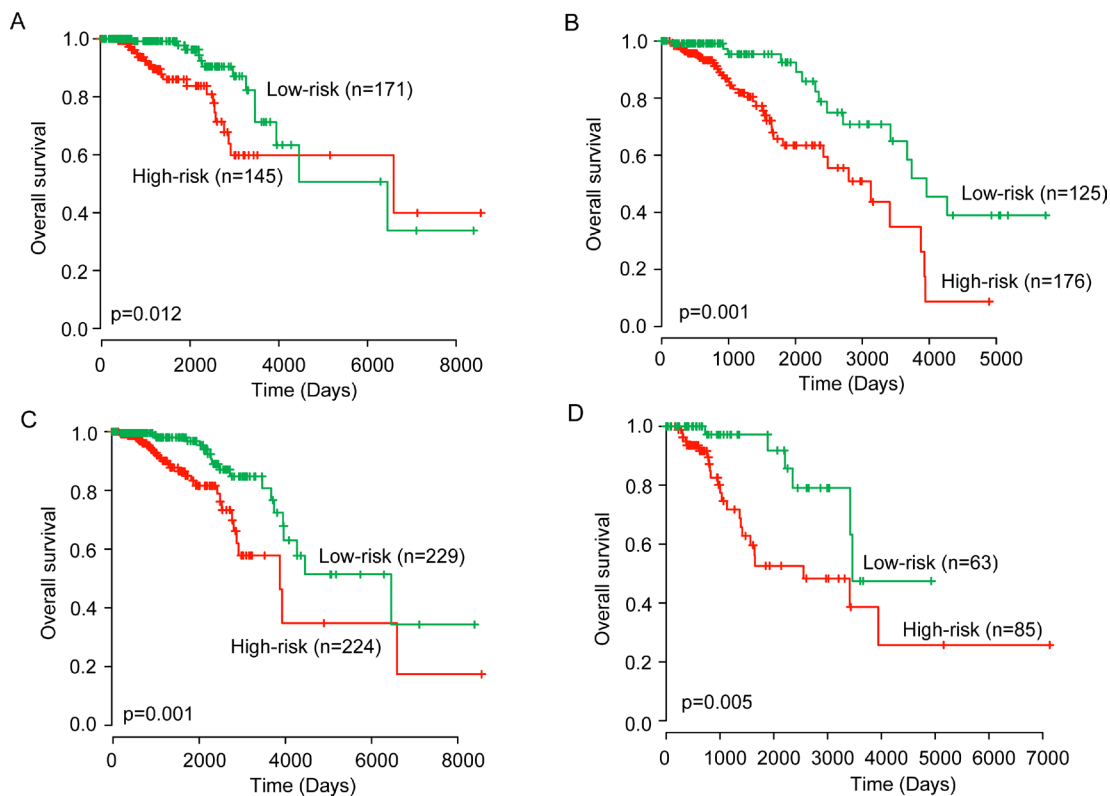 A
Overall survival
1.0
0.8
0.6
0.4
0.2
0.0
Low-risk (n=171)
High-risk (n=145)
p=0.012
0 2000 4000 6000 8000
Time (Days)
B
Overall survival
1.0
0.8
0.6
0.4
0.2
0.0
Low-risk (n=125)
High-risk (n=176)
p=0.001
0 1000 2000 3000 4000 5000
Time (Days)
C
Overall survival
1.0
0.8
0.6
0.4
0.2
0.0
Low-risk (n=229)
High-risk (n=224)
p=0.001
0 2000 4000 6000 8000
Time (Days)
D
Overall survival
1.0
0.8
0.6
0.4
0.2
0.0
Low-risk (n=63)
High-risk (n=85)
p=0.005
0 1000 2000 3000 4000 5000 6000 7000
Time (Days)